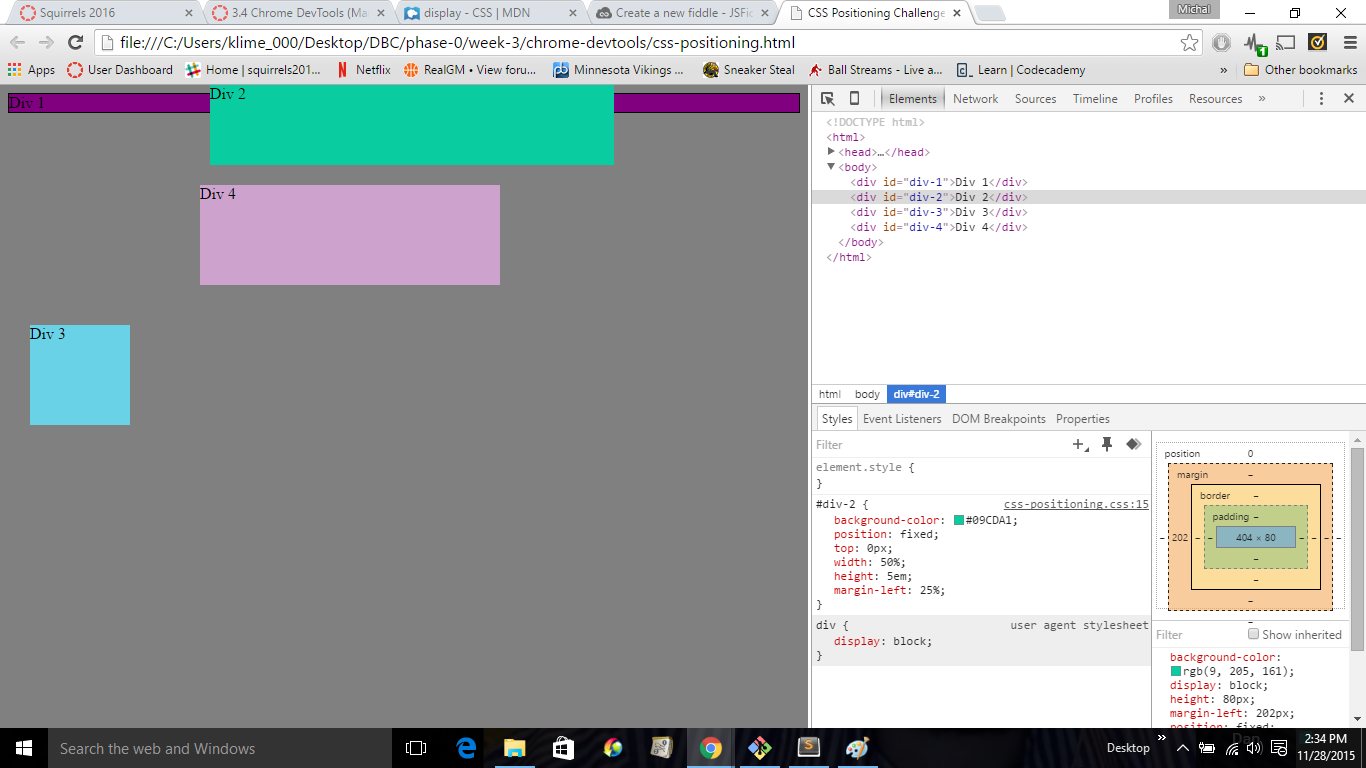 Squirrels 2016
3.4 Chrome DevTools (Ma
display - CSS | MDN
Create a new fiddle - JSFid
CSS Positioning Challenge
Michal
file:///C:/Users/klime_000/Desktop/DBC/phase-0/week-3/chrome-devtools/css-positioning.html
1
Apps
User Dashboard
Home | squirrels201...
Netflix
RealGM • View foru...
Minnesota Vikings ...
Sneaker Steal
Ball Streams - Live a...
Learn | Codecademy
»
Other bookmarks
Div 1
Div 2
Div 4
Div 3
Elements
Network
Sources
Timeline
Profiles
Resources
»
<!DOCTYPE html>
<html>
<head>…</head>
<body>
<div id="div-1">Div 1</div>
<div id="div-2">Div 2</div>
<div id="div-3">Div 3</div>
<div id="div-4">Div 4</div>
</body>
</html>
html body div#div-2
Styles
Event Listeners
DOM Breakpoints
Properties
Filter
element.style {
}
#div-2 { css-positioning.css:15
background-color: #09CDA1;
position: fixed;
top: 0px;
width: 50%;
height: 5em;
margin-left: 25%;
}
div { user agent stylesheet
display: block;
}
position 0
margin –
border –
padding –
– 202 – – 404 × 80 – – – –
–
–
–
–
Filter
Show inherited
background-color:
rgb(9, 205, 161);
display: block;
height: 80px;
margin-left: 202px;
position: fixed;
Search the web and Windows
Desktop
»
2:34 PM
11/28/2015